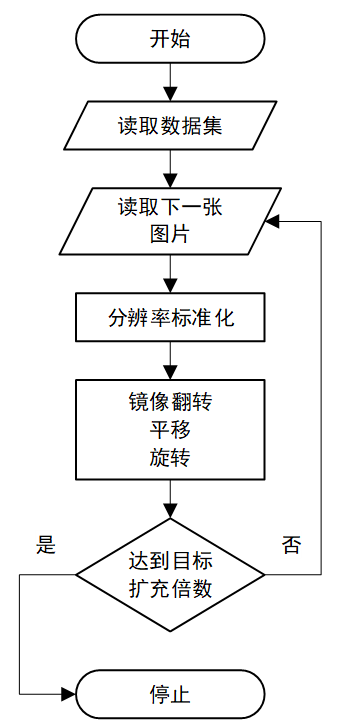 开始
读取数据集
读取下一张
图片
分辨率标准化
镜像翻转
平移
旋转
是
否
达到目标
扩充倍数
停止